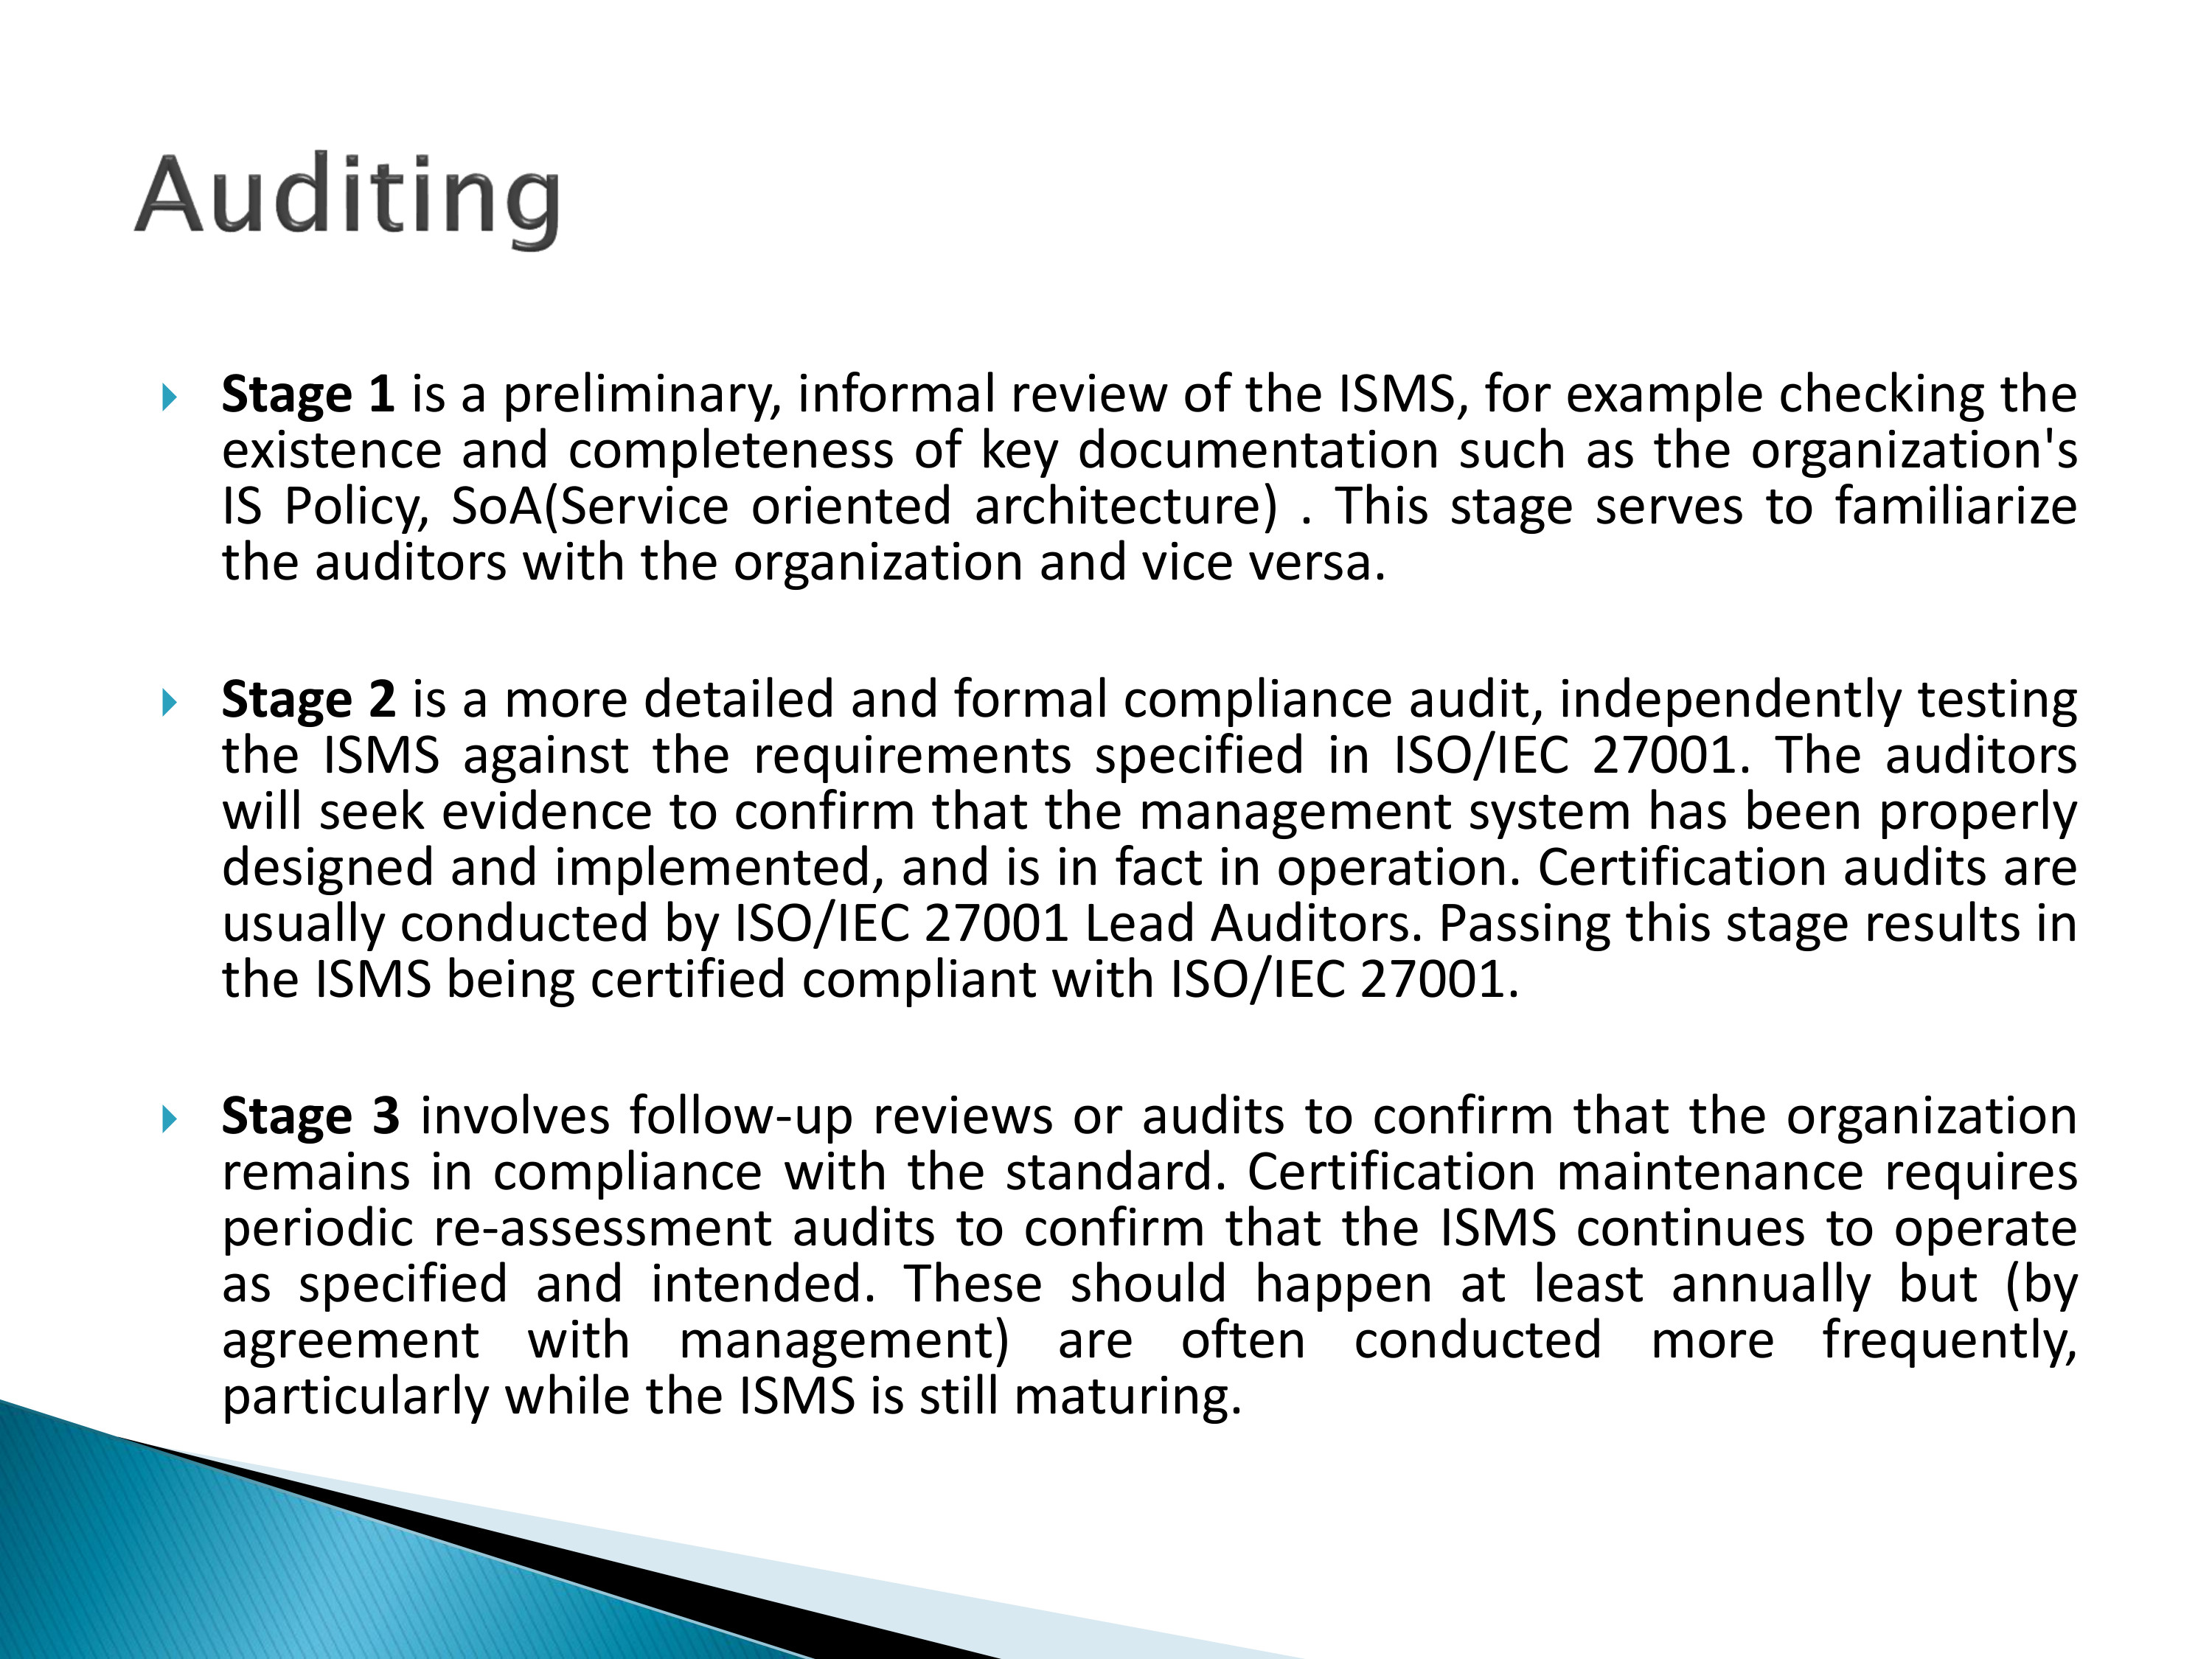 Auditing
Stage 1 is a preliminary, informal review of the ISMS, for example checking the
existence and completeness of key documentation such as the organization's
IS Policy, SoA(Service oriented architecture) . This stage serves to familiarize
the auditors with the organization and vice versa.
Stage 2 is a more detailed and formal compliance audit, independently testing
the ISMS against the requirements specified in ISO/IEC 27001. The auditors
will seek evidence to confirm that the management system has been properly
designed and implemented, and is in fact in operation. Certification audits are
usually conducted by ISO/IEC 27001 Lead Auditors. Passing this stage results in
the ISMS being certified compliant with ISO/IEC 27001.
Stage 3 involves follow-up reviews or audits to confirm that the organization
remains in compliance with the standard. Certification maintenance requires
periodic re-assessment audits to confirm that the ISMS continues to operate
as specified and intended. These should happen at least annually but (by
agreement with management) are often conducted more frequently,
particularly while the ISMS is still maturing.